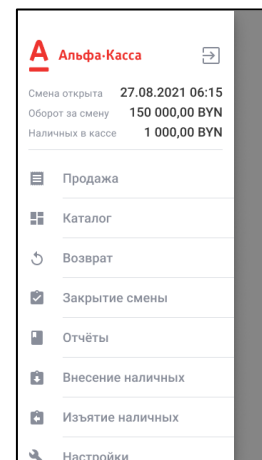 А Альфа·Касса
Смена открыта 27.08.2021 06:15
Оборот за смену 150 000,00 BYN
Наличных в кассе 1 000,00 BYN
Продажа
Каталог
Возврат
Закрытие смены
Отчёты
Внесение наличных
Изъятие наличных
Настройки